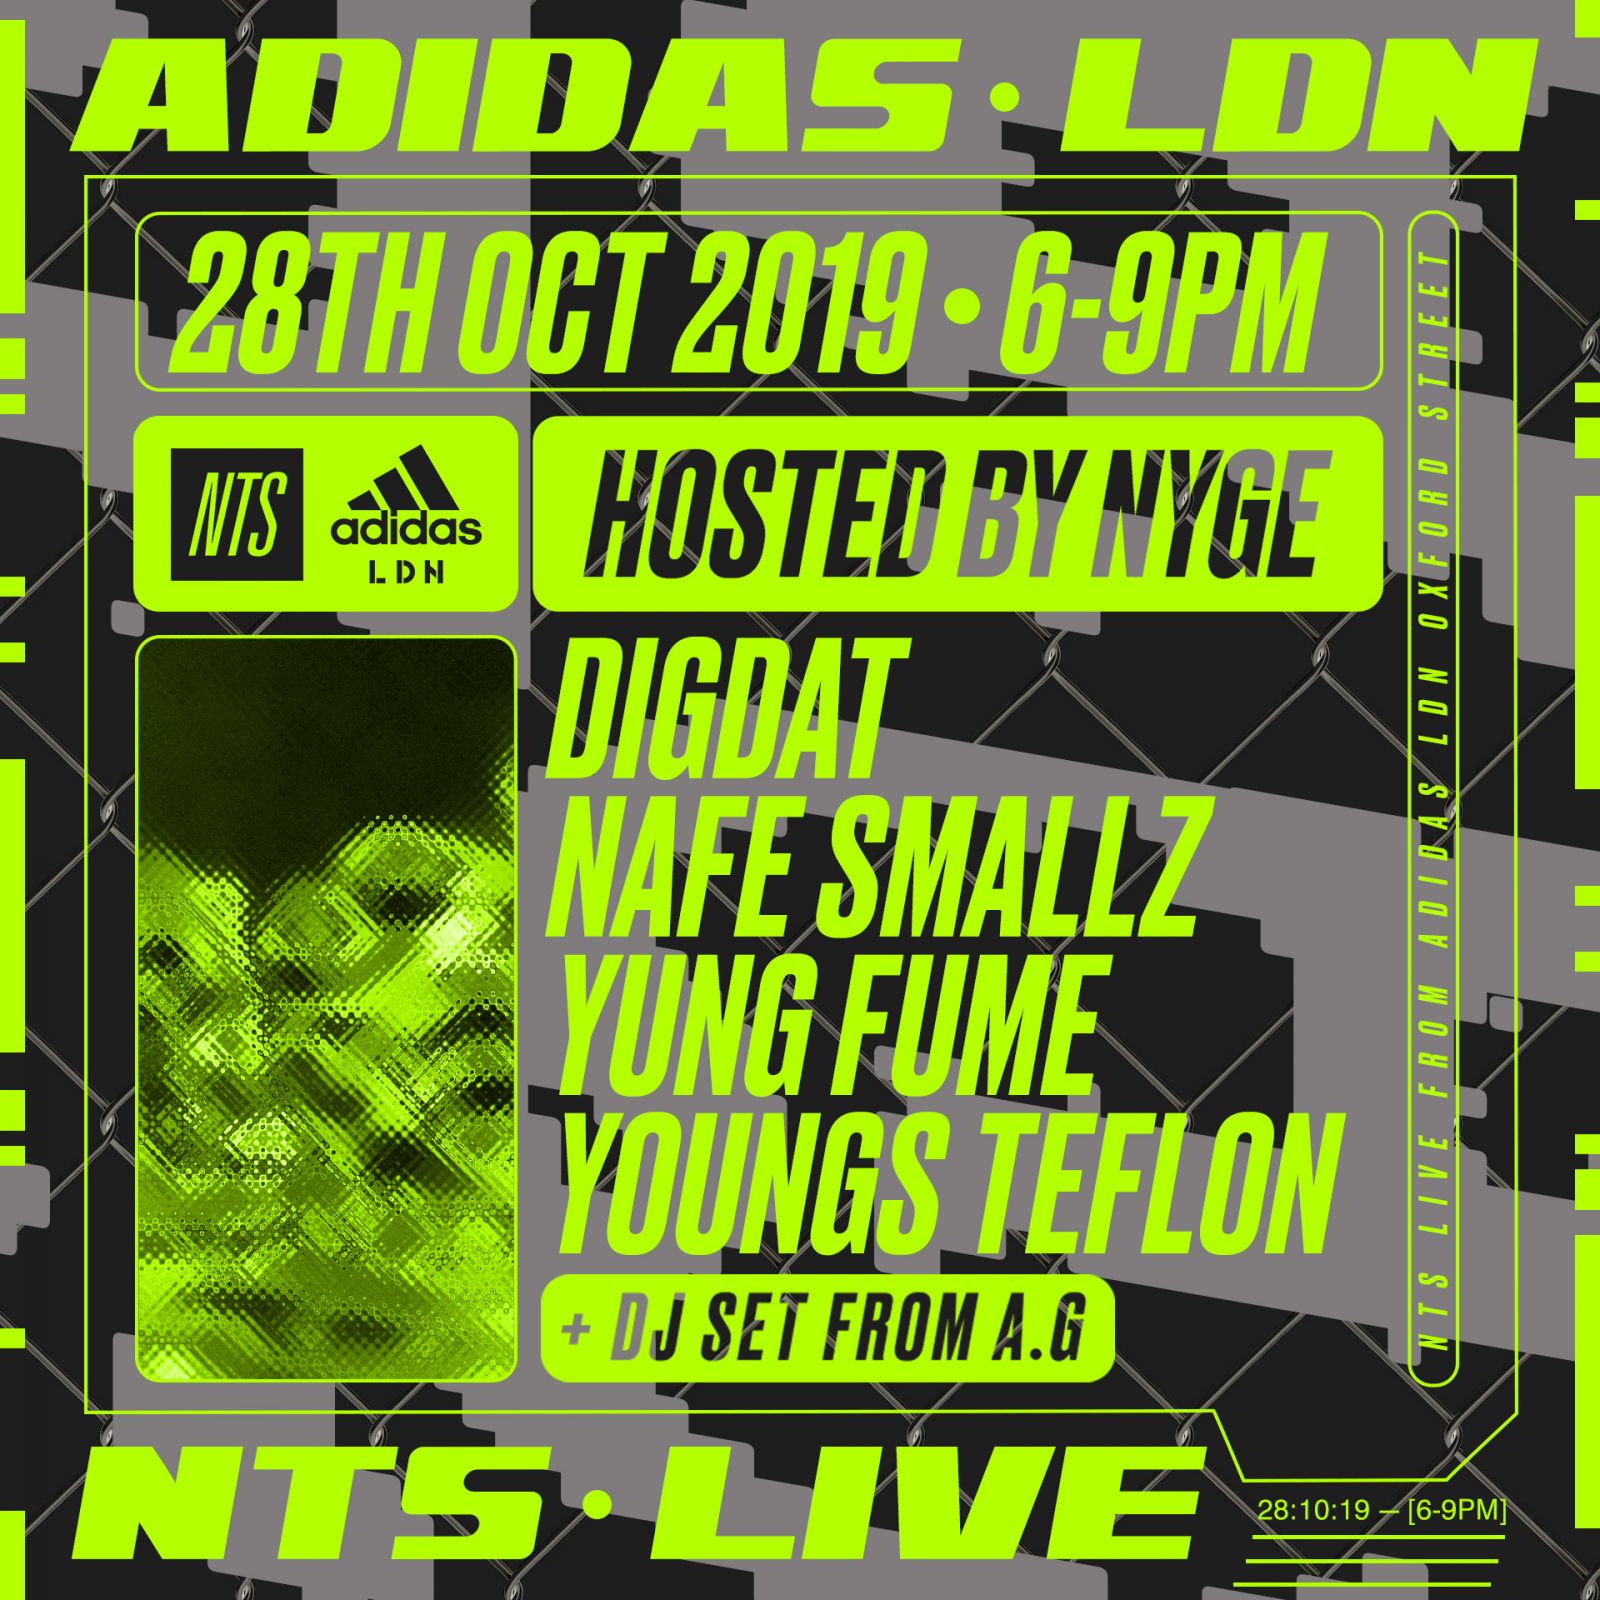 ADIDAS • LDN
28TH OCT 2019 • 6-9PM
NTS
adidas
LDN
HOSTED BY NYGE
DIGDAT
NAFE SMALLZ
YUNG FUME
YOUNGS TEFLON
+ DJ SET FROM A.G
NTS LIVE FROM ADIDAS LDN OXFORD STREET
NTS • LIVE
28:10:19 — [6-9PM]